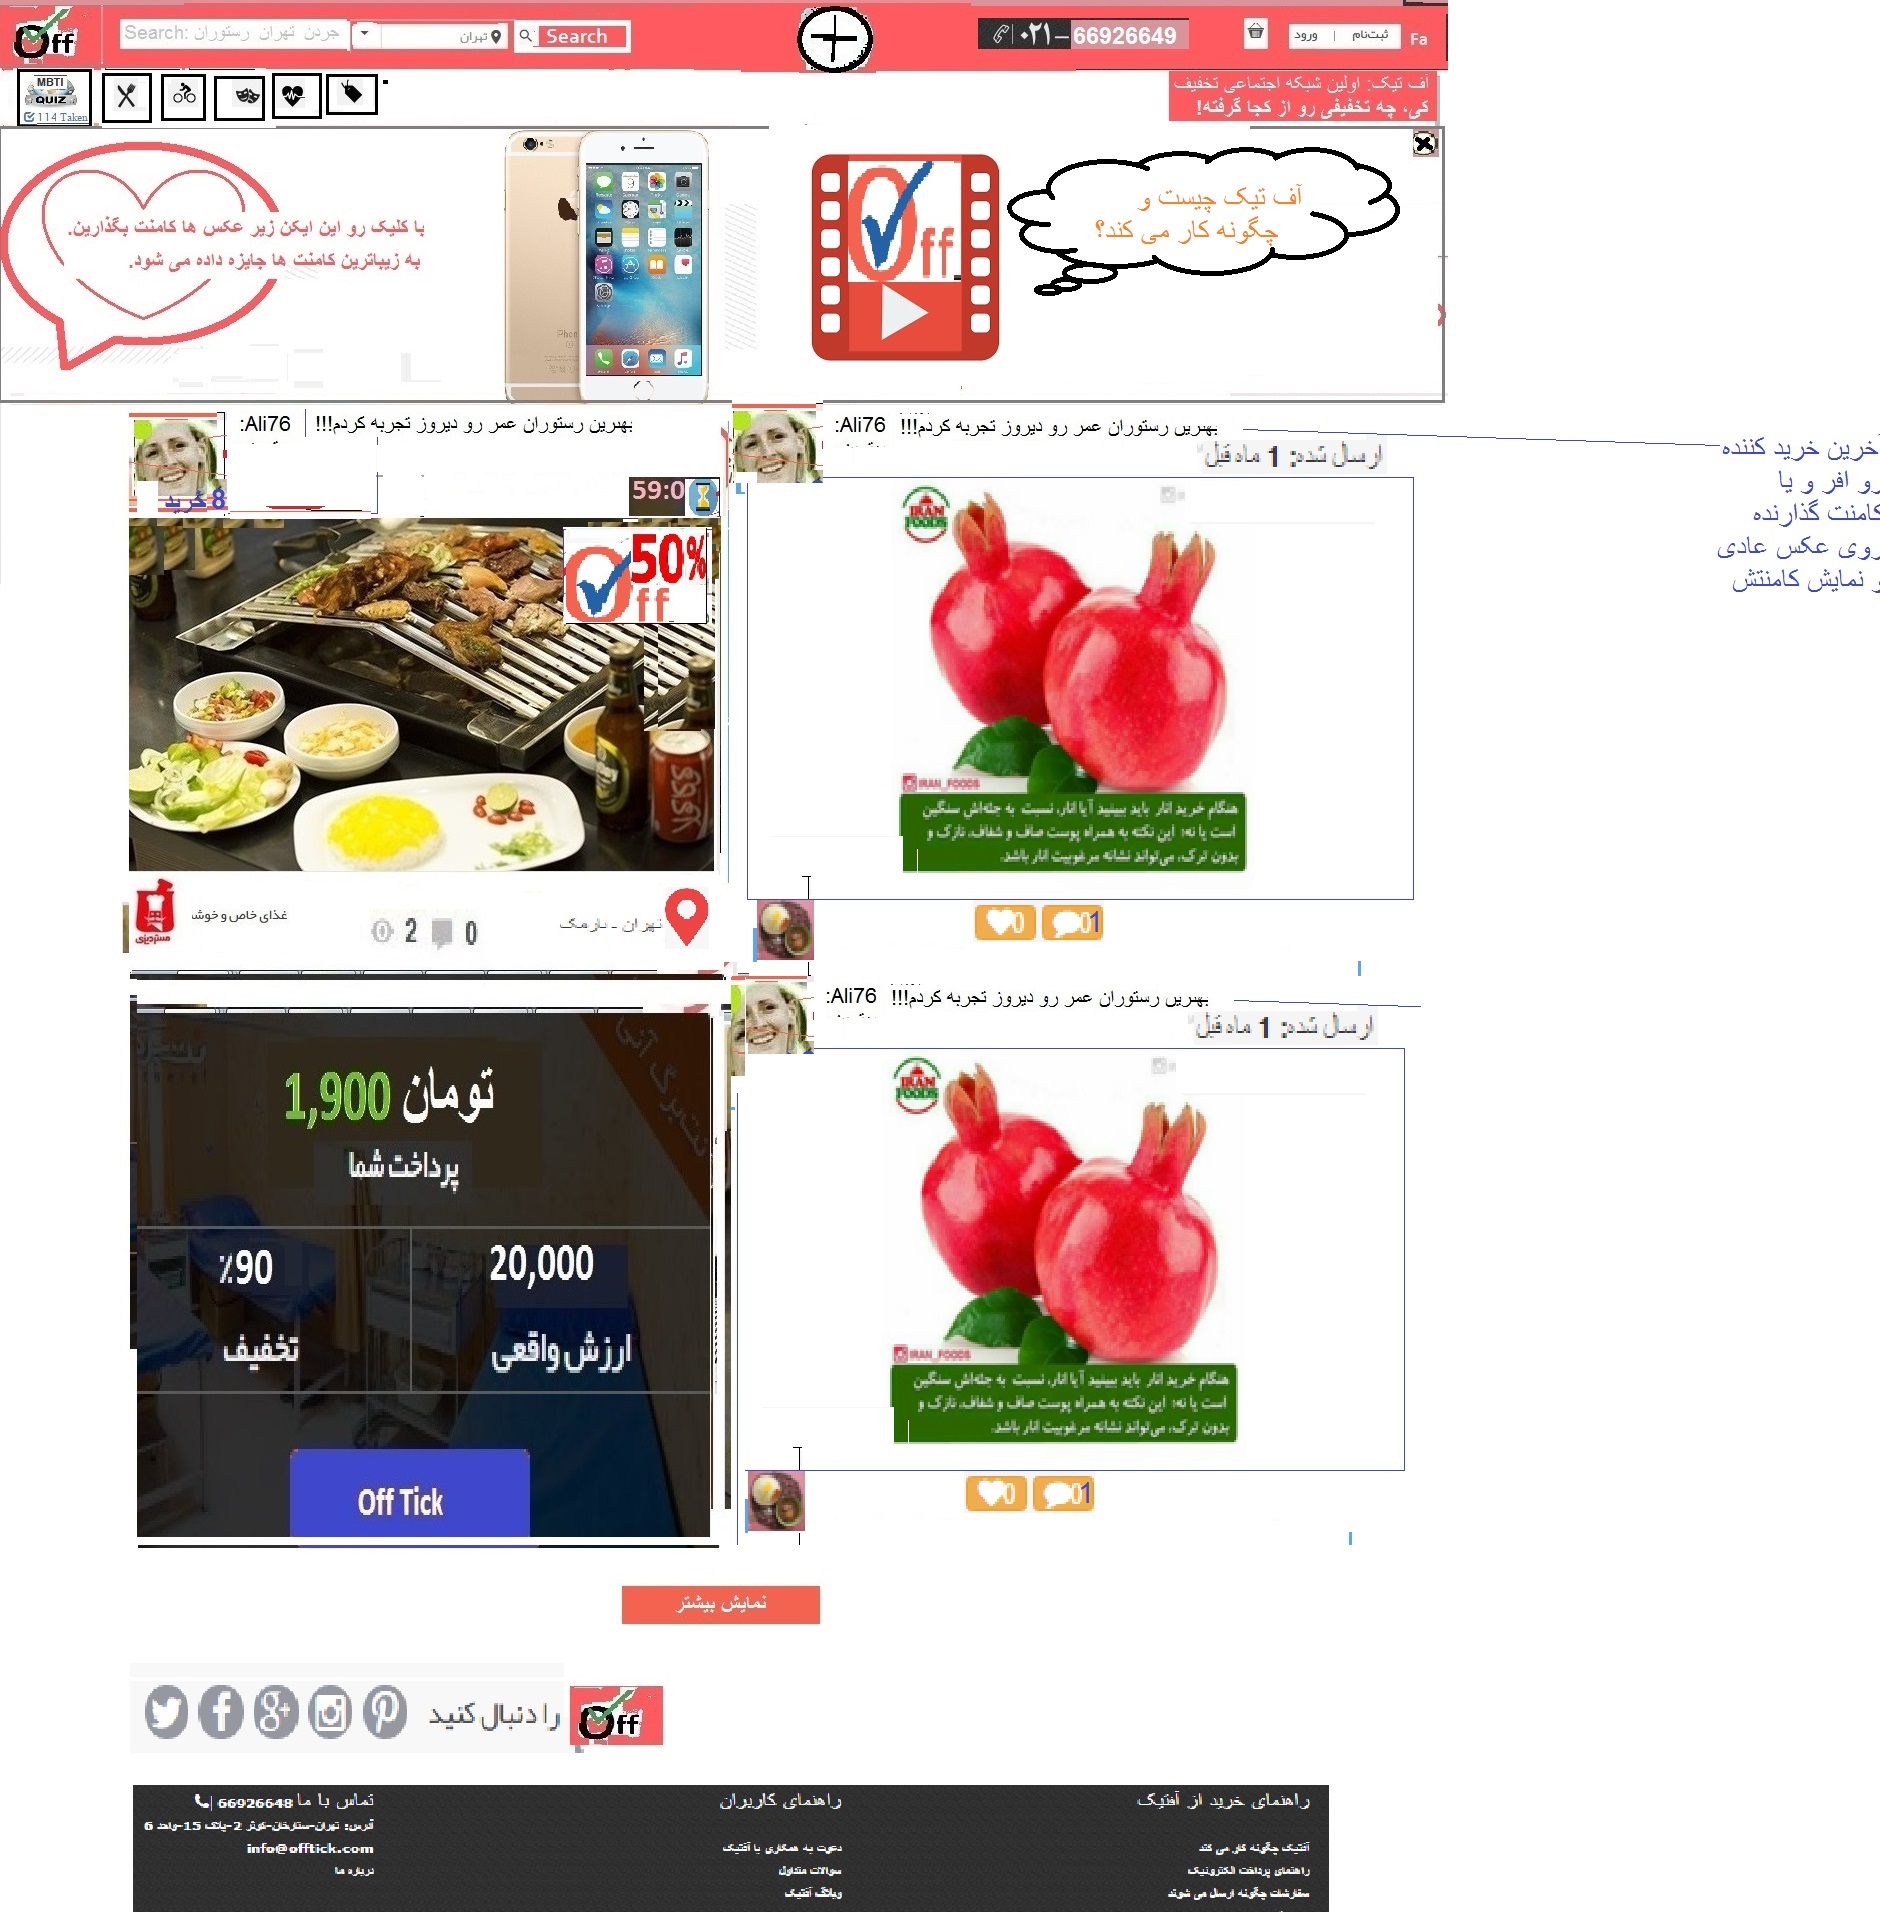 Off
Search: جردن تهران رستوران
تهران
Search
۰۲۱-66926649
ثبت‌نام | ورود
Fa
MBTI
QUIZ
114 Taken
آف تیک: اولین شبکه اجتماعی تخفیف
کی، چه تخفیفی رو از کجا گرفته!
با کلیک رو این ایکن زیر عکس ها کامنت بگذارین.
به زیباترین کامنت ها جایزه داده می شود.
Off
آف تیک چیست و
چگونه کار می کند؟
Ali76: بهترین رستوران عمر رو دیروز تجربه کردم!!!
8 خرید
59:0
50%
Off
غذای خاص و خوشم
2
0
تهران - نارمک
Ali76: بهترین رستوران عمر رو دیروز تجربه کردم!!!
ارسال شده: 1 ماه قبل
آخرین خرید کننده
رو افر و یا
کامنت گذارنده
روی عکس عادی
و نمایش کامنتش
IRAN
FOODS
IRAN_FOODS
هنگام خرید انار باید ببینید آیا انار، نسبت به جثه‌اش سنگین
است یا نه؛ این نکته به همراه پوست صاف و شفاف، نازک و
بدون ترک، می‌تواند نشانه مرغوبیت انار باشد.
0
01
تومان 1,900
پرداخت شما
20,000
ارزش واقعی
٪90
تخفیف
Off Tick
Ali76: بهترین رستوران عمر رو دیروز تجربه کردم!!!
ارسال شده: 1 ماه قبل
IRAN
FOODS
IRAN_FOODS
هنگام خرید انار باید ببینید آیا انار، نسبت به جثه‌اش سنگین
است یا نه؛ این نکته به همراه پوست صاف و شفاف، نازک و
بدون ترک، می‌تواند نشانه مرغوبیت انار باشد.
0
01
نمایش بیشتر
Off
را دنبال کنید
راهنمای خرید از آفتیک
آفتیک چگونه کار می کند
راهنمای پرداخت الکترونیک
سفارشات چگونه ارسال می شوند
راهنمای کاربران
دعوت به همکاری با آفتیک
سوالات متداول
وبلاگ آفتیک
تماس با ما 66926648
آدرس: تهران-ستارخان-کوثر 2-پلاک 15-واحد 6
info@offtick.com
درباره ما